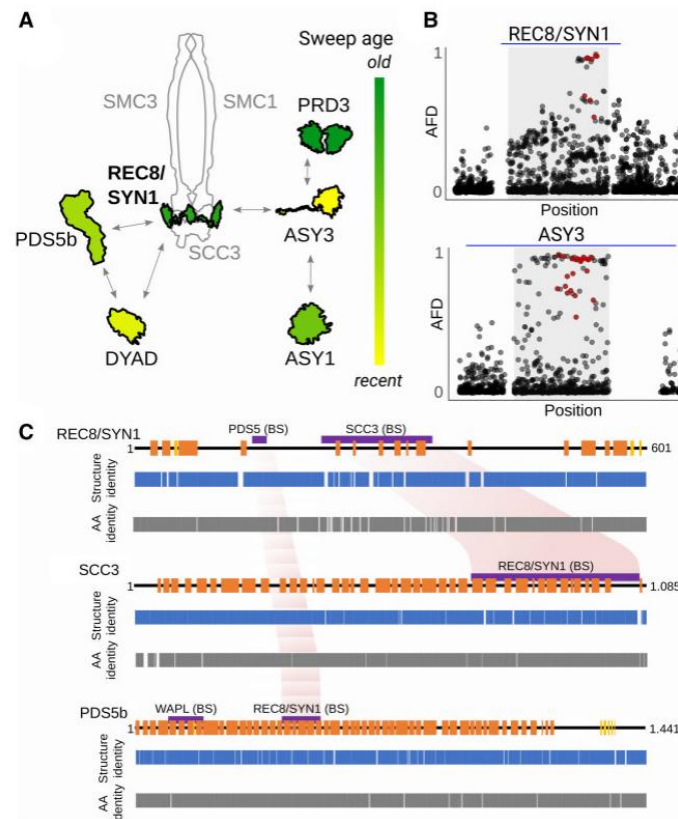 A
Sweep age
old
SMC3
SMC1
PRD3
REC8/
SYN1
PDS5b
SCC3
ASY3
DYAD
ASY1
recent
B
REC8/SYN1
1
AFD
0
Position
ASY3
1
AFD
0
Position
C
REC8/SYN1
PDS5 (BS)
SCC3 (BS)
1
601
Structure
identity
AA
identity
SCC3
REC8/SYN1 (BS)
1
1.085
Structure
identity
AA
identity
PDS5b
WAPL (BS)
REC8/SYN1 (BS)
1
1.441
Structure
identity
AA
identity